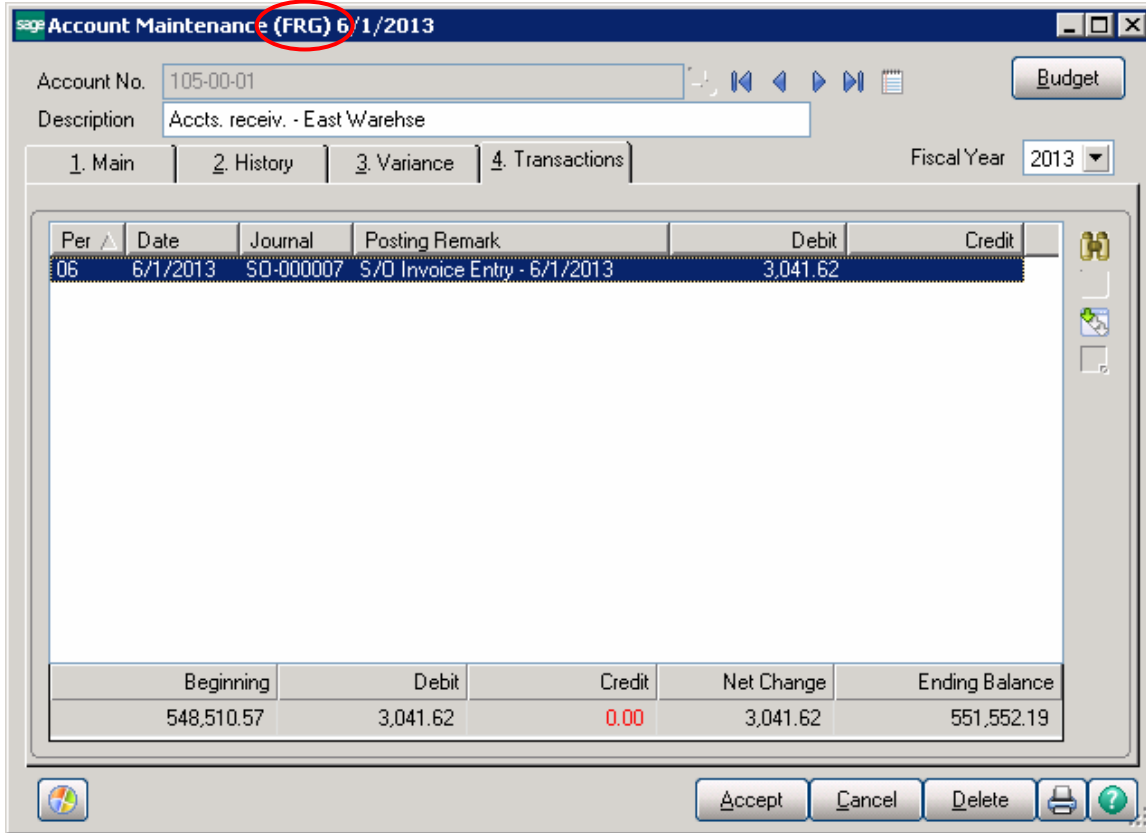 sage Account Maintenance (FRG) 6/1/2013
Account No. 105-00-01 Budget
Description Accts. receiv. - East Warehse
1. Main 2. History 3. Variance 4. Transactions Fiscal Year 2013
Per Date Journal Posting Remark Debit Credit
06 6/1/2013 SO-000007 S/O Invoice Entry - 6/1/2013 3,041.62
Beginning Debit Credit Net Change Ending Balance
548,510.57 3,041.62 0.00 3,041.62 551,552.19
Accept Cancel Delete